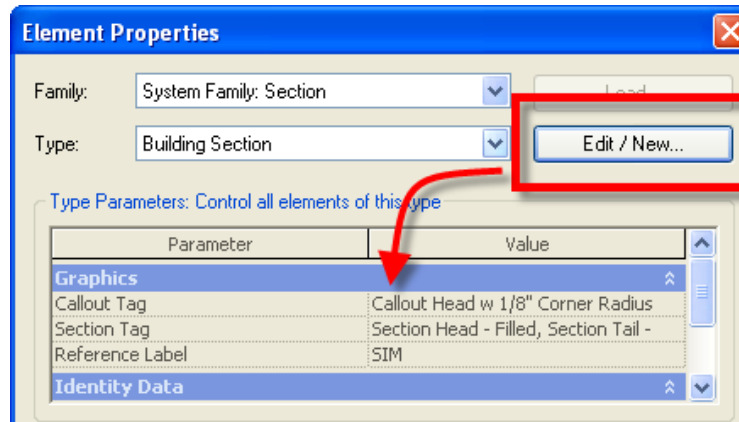 Element Properties
Family: System Family: Section Load...
Type: Building Section Edit / New...
Type Parameters: Control all elements of this type
Parameter Value
Graphics
Callout Tag Callout Head w 1/8" Corner Radius
Section Tag Section Head - Filled, Section Tail -
Reference Label SIM
Identity Data